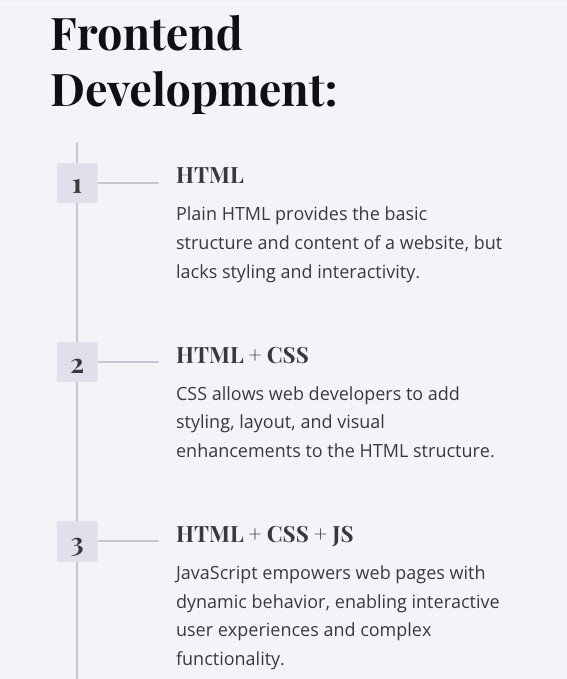 Frontend
Development:
1
HTML
Plain HTML provides the basic
structure and content of a website, but
lacks styling and interactivity.
2
HTML + CSS
CSS allows web developers to add
styling, layout, and visual
enhancements to the HTML structure.
3
HTML + CSS + JS
JavaScript empowers web pages with
dynamic behavior, enabling interactive
user experiences and complex
functionality.